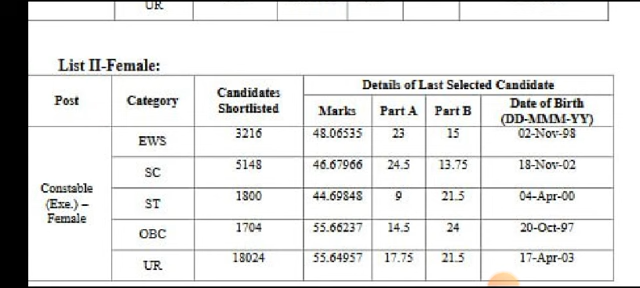 UR
List II-Female:
Post Category Candidates Shortlisted Details of Last Selected Candidate
Marks Part A Part B Date of Birth (DD-MMM-YY)
Constable (Exe.) – Female
EWS 3216 48.06535 23 15 02-Nov-98
SC 5148 46.67966 24.5 13.75 18-Nov-02
ST 1800 44.69848 9 21.5 04-Apr-00
OBC 1704 55.66237 14.5 24 20-Oct-97
UR 18024 55.64957 17.75 21.5 17-Apr-03